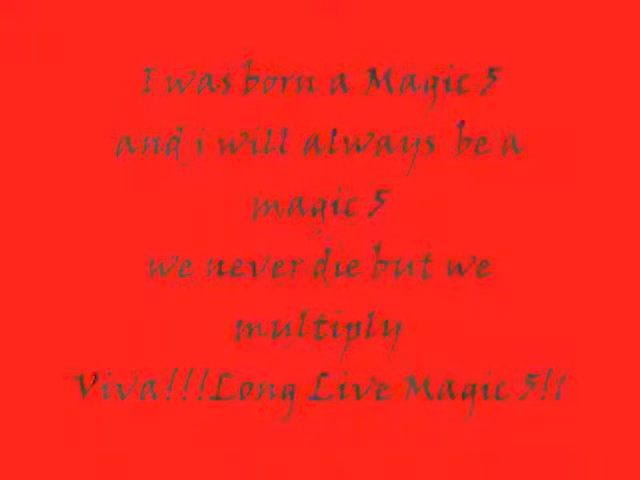 I was born a Magic 5
and i will always be a
magic 5
we never die but we
multiply
Viva!!!Long Live Magic 5!!